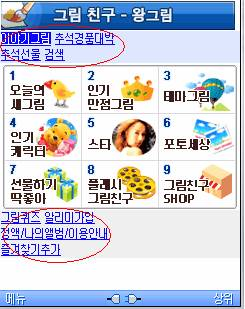 그림 친구 - 왕그림
이야기그림 추석경품대박
추석선물 검색
1 오늘의 새그림
2 인기 만점그림
3 테마그림
4 인기 캐릭터
5 스타
6 포토세상
7 선물하기 딱좋아
8 플래시 그림친구
9 그림친구 SHOP
그림퀴즈 알리미가입
정액/나의앨범/이용안내
즐겨찾기추가
메뉴 상위